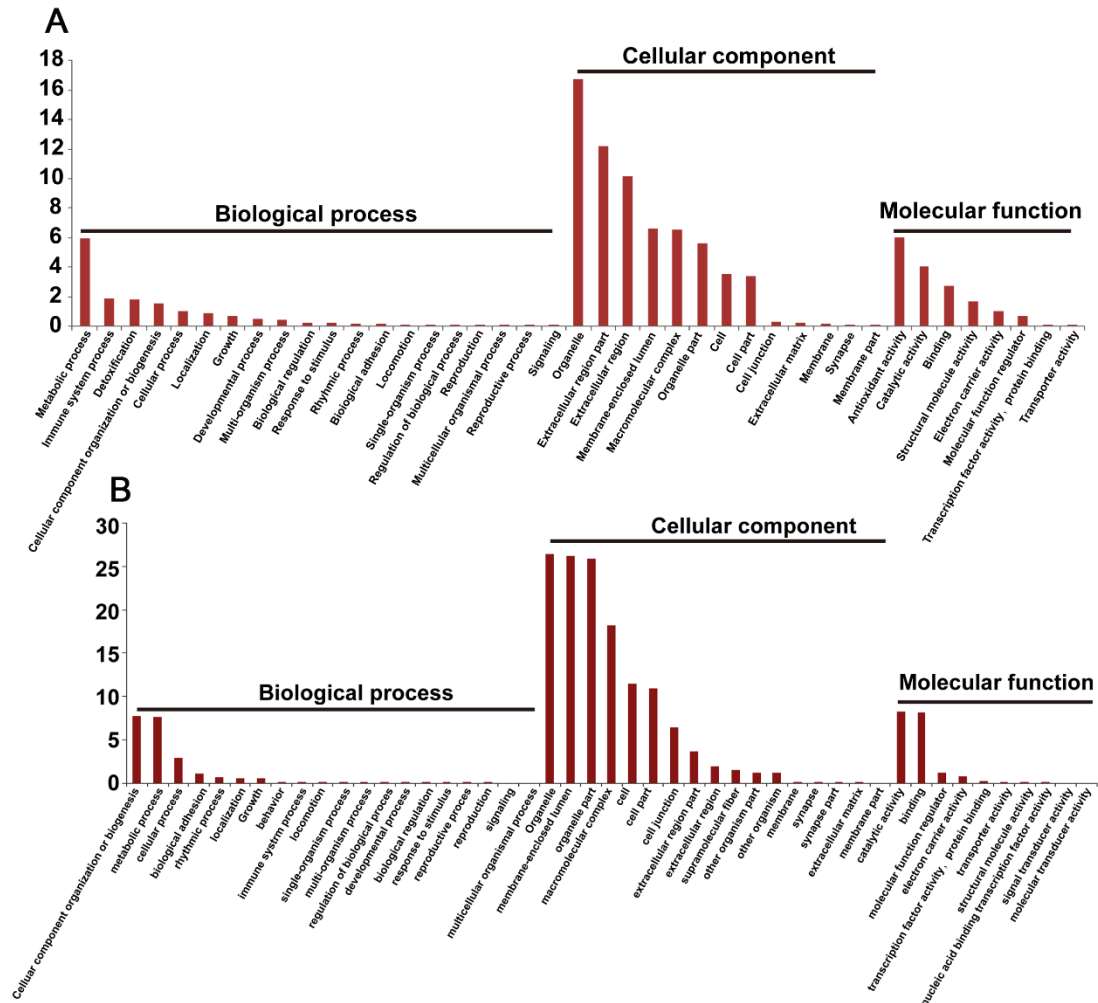 A
18
16
14
12
10
8
6
4
2
0
Biological process
Cellular component
Molecular function
Metabolic process
Immune system process
Detoxification
Cellular component organization or biogenesis
Cellular process
Localization
Growth
Developmental process
Multi-organism process
Biological regulation
Response to stimulus
Rhythmic process
Biological adhesion
Locomotion
Single-organism process
Regulation of biological process
Reproduction
Multicellular organismal process
Reproductive process
Signaling
Organelle
Extracellular region part
Extracellular region
Membrane-enclosed lumen
Macromolecular complex
Organelle part
Cell
Cell part
Cell junction
Extracellular matrix
Membrane
Synapse
Membrane part
Antioxidant activity
Catalytic activity
Binding
Structural molecule activity
Electron carrier activity
Molecular function regulator
Transcription factor activity、protein binding
Transporter activity
B
30
25
20
15
10
5
0
Biological process
Cellular component
Molecular function
Celluar component organization or biogenesis
metabolic process
cellular process
biological adhesion
rhythmic process
localization
Growth
behavior
immune systrm process
locomotion
single-organism process
multi-organism process
regulation of biological proces
developmental process
biological regulation
response to stimulus
reproductive proces
reproduction
signaling
multicellular organismal process
Organelle
membrane-enclosed lumen
organelle part
macromolecular complex
cell
cell part
cell junction
extracellular region part
extracellular region
supramolecular fiber
other organism part
other organism
membrane
synapse
synapse part
extracellular matrix
membrane part
catalytic activity
binding
molecular function regulator
electron carrier activity
transcription factor activity、protein binding
transporter activity
structural molecule activity
nucleic acid binding transcription factor activity
signal transducer activity
molecular transducer activity